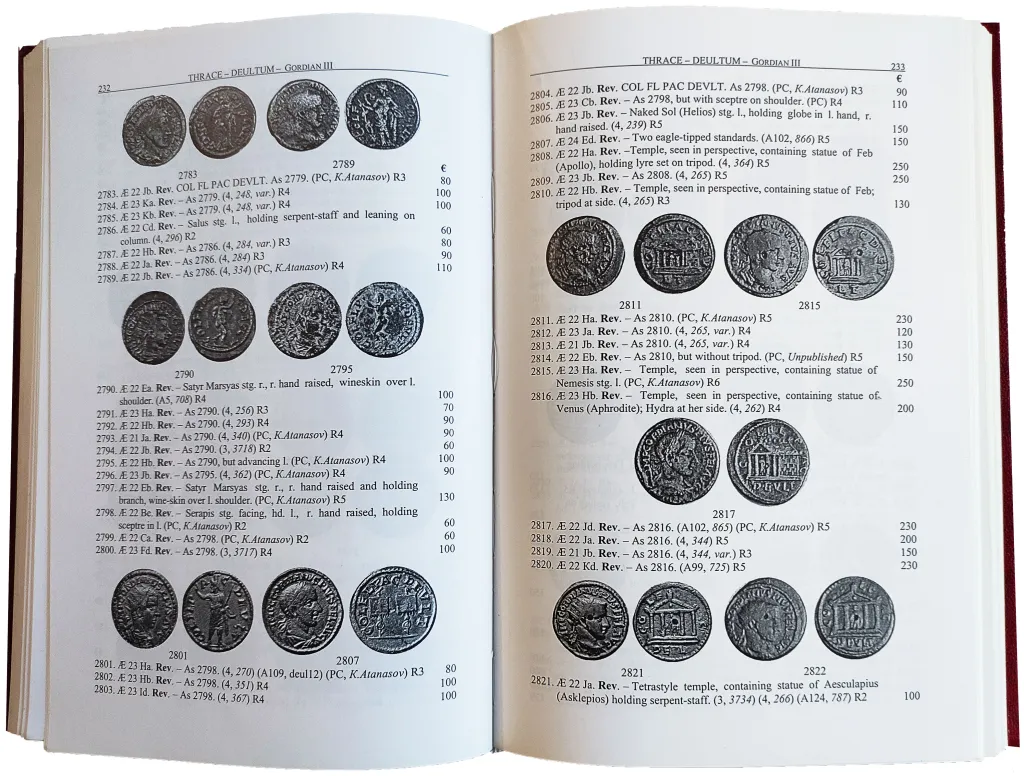 232
THRACE – DEULTUM – GORDIAN III
2783
2789
€
2783. Æ 22 Jb. Rev. COL FL PAC DEVLT. As 2779. (PC, K.Atanasov) R3 80
2784. Æ 23 Ka. Rev. – As 2779. (4, 248, var.) R4 100
2785. Æ 23 Kb. Rev. – As 2779. (4, 248, var.) R4 100
2786. Æ 22 Cd. Rev. – Salus stg. l., holding serpent-staff and leaning on
column. (4, 296) R2 60
2787. Æ 22 Hb. Rev. – As 2786. (4, 284, var.) R3 80
2788. Æ 22 Ja. Rev. – As 2786. (4, 284) R3 90
2789. Æ 22 Jb. Rev. – As 2786. (4, 334) (PC, K.Atanasov) R4 110
2790
2795
2790. Æ 22 Ea. Rev. – Satyr Marsyas stg. r., r. hand raised, wineskin over l.
shoulder. (A5, 708) R4 100
2791. Æ 23 Ha. Rev. – As 2790. (4, 256) R3 70
2792. Æ 22 Hb. Rev. – As 2790. (4, 293) R4 90
2793. Æ 21 Ja. Rev. – As 2790. (4, 340) (PC, K.Atanasov) R4 90
2794. Æ 22 Jb. Rev. – As 2790. (3, 3718) R2 60
2795. Æ 22 Hb. Rev. – As 2790, but advancing l. (PC, K.Atanasov) R4 100
2796. Æ 23 Jb. Rev. – As 2795. (4, 362) (PC, K.Atanasov) R4 90
2797. Æ 22 Eb. Rev. – Satyr Marsyas stg. r., r. hand raised and holding
branch, wine-skin over l. shoulder. (PC, K.Atanasov) R5 130
2798. Æ 22 Be. Rev. – Serapis stg. facing, hd. l., r. hand raised, holding
sceptre in l. (PC, K.Atanasov) R2 60
2799. Æ 22 Ca. Rev. – As 2798. (PC, K.Atanasov) R2 60
2800. Æ 23 Fd. Rev. – As 2798. (3, 3717) R4 100
2801
2807
2801. Æ 23 Ha. Rev. – As 2798. (4, 270) (A109, deul12) (PC, K.Atanasov) R3 80
2802. Æ 23 Hb. Rev. – As 2798. (4, 351) R4 100
2803. Æ 23 Id. Rev. – As 2798. (4, 367) R4 100
THRACE – DEULTUM – GORDIAN III
233
€
2804. Æ 22 Jb. Rev. COL FL PAC DEVLT. As 2798. (PC, K.Atanasov) R3 90
2805. Æ 23 Cb. Rev. – As 2798, but with sceptre on shoulder. (PC) R4 110
2806. Æ 23 Jb. Rev. – Naked Sol (Helios) stg. l., holding globe in l. hand, r.
hand raised. (4, 239) R5 150
2807. Æ 24 Ed. Rev. – Two eagle-tipped standards. (A102, 866) R5 150
2808. Æ 22 Ha. Rev. –Temple, seen in perspective, containing statue of Feb
(Apollo), holding lyre set on tripod. (4, 364) R5 250
2809. Æ 23 Jb. Rev. – As 2808. (4, 265) R5 250
2810. Æ 22 Hb. Rev. – Temple, seen in perspective, containing statue of Feb;
tripod at side. (4, 265) R3 130
2811
2815
2811. Æ 22 Ha. Rev. – As 2810. (PC, K.Atanasov) R5 230
2812. Æ 23 Ja. Rev. – As 2810. (4, 265, var.) R4 120
2813. Æ 21 Jb. Rev. – As 2810. (4, 265, var.) R4 130
2814. Æ 22 Eb. Rev. – As 2810, but without tripod. (PC, Unpublished) R5 150
2815. Æ 23 Ha. Rev. – Temple, seen in perspective, containing statue of
Nemesis stg. l. (PC, K.Atanasov) R6 250
2816. Æ 23 Hb. Rev. – Temple, seen in perspective, containing statue of
Venus (Aphrodite); Hydra at her side. (4, 262) R4 200
2817
2817. Æ 22 Jd. Rev. – As 2816. (A102, 865) (PC, K.Atanasov) R5 230
2818. Æ 22 Ja. Rev. – As 2816. (4, 344) R5 200
2819. Æ 21 Jb. Rev. – As 2816. (4, 344, var.) R3 150
2820. Æ 22 Kd. Rev. – As 2816. (A99, 725) R5 230
2821
2822
2821. Æ 22 Ja. Rev. – Tetrastyle temple, containing statue of Aesculapius
(Asklepios) holding serpent-staff. (3, 3734) (4, 266) (A124, 787) R2 100